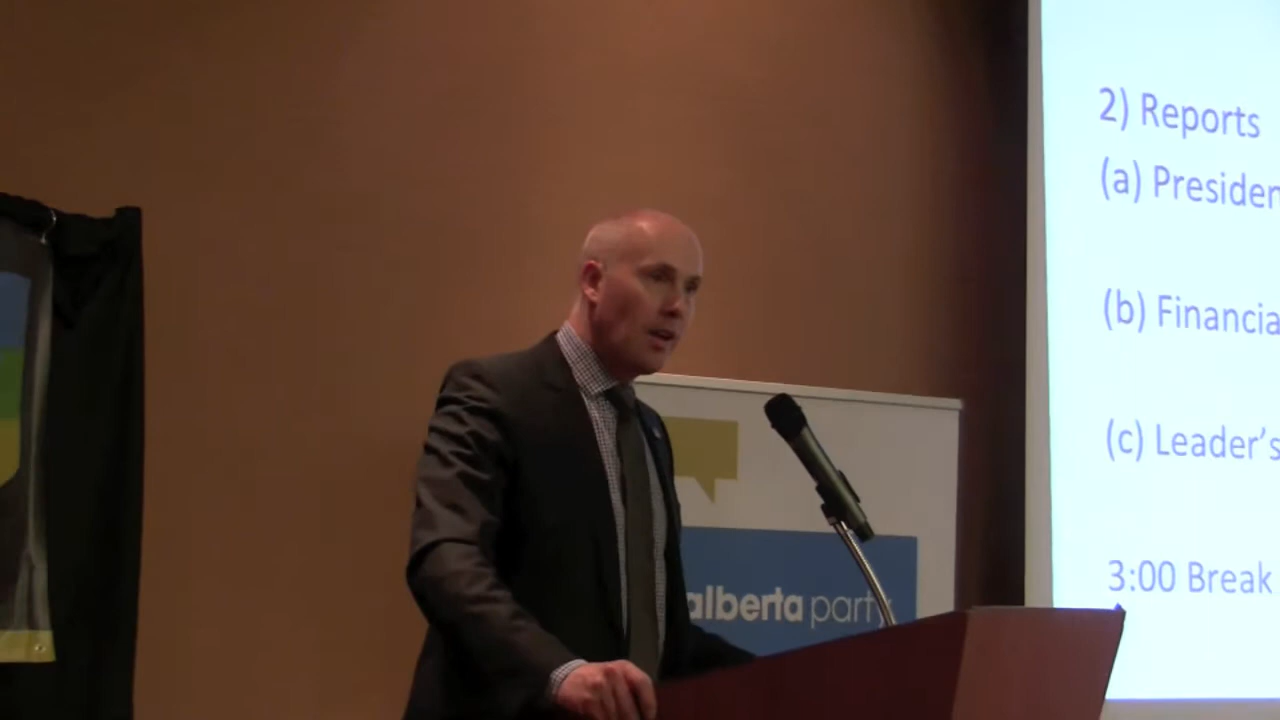 alberta party
2) Reports
(a) Presiden
(b) Financia
(c) Leader's
3:00 Break